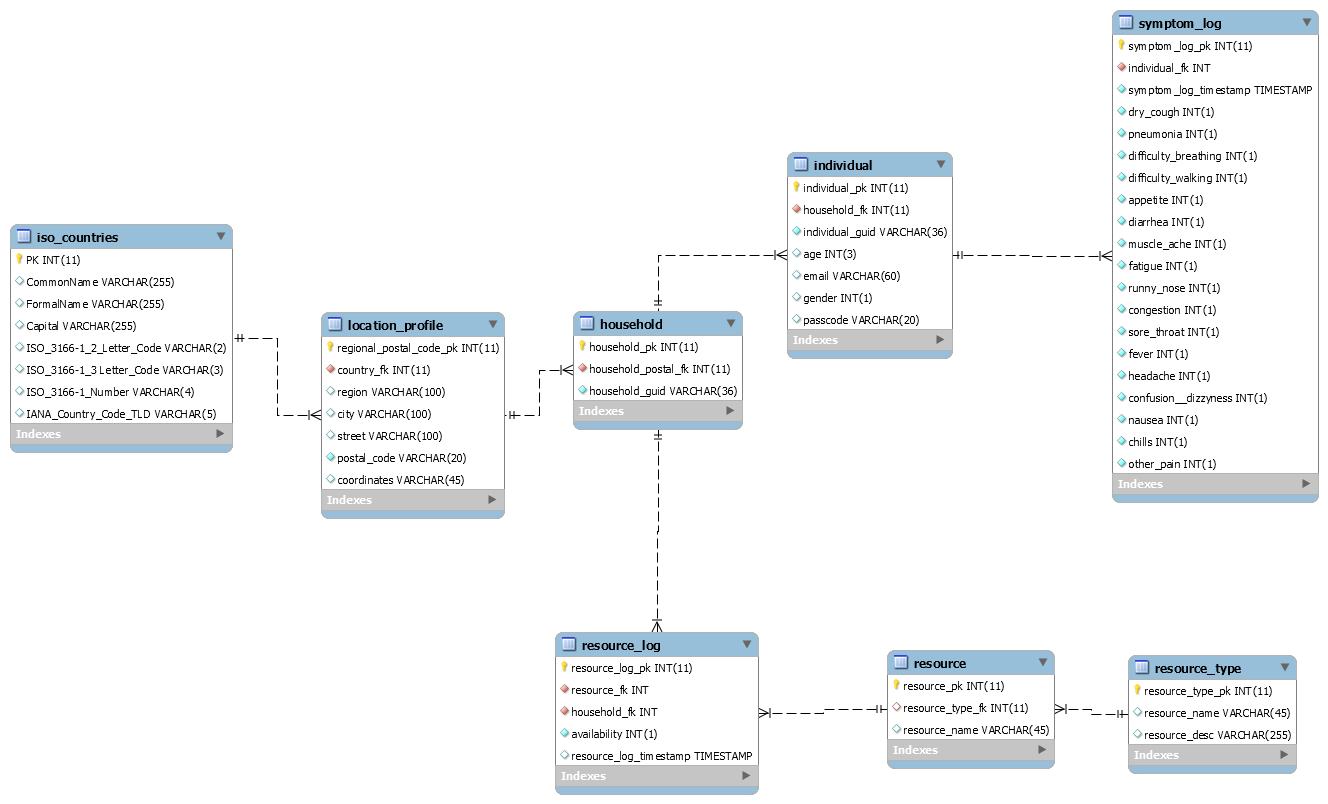 symptom_log
symptom_log_pk INT(11)
individual_fk INT
symptom_log_timestamp TIMESTAMP
dry_cough INT(1)
pneumonia INT(1)
difficulty_breathing INT(1)
difficulty_walking INT(1)
appetite INT(1)
diarrhea INT(1)
muscle_ache INT(1)
fatigue INT(1)
runny_nose INT(1)
congestion INT(1)
sore_throat INT(1)
fever INT(1)
headache INT(1)
confusion__dizzyness INT(1)
nausea INT(1)
chills INT(1)
other_pain INT(1)
Indexes
individual
individual_pk INT(11)
household_fk INT(11)
individual_guid VARCHAR(36)
age INT(3)
email VARCHAR(60)
gender INT(1)
passcode VARCHAR(20)
Indexes
iso_countries
PK INT(11)
CommonName VARCHAR(255)
FormalName VARCHAR(255)
Capital VARCHAR(255)
ISO_3166-1_2_Letter_Code VARCHAR(2)
ISO_3166-1_3 Letter_Code VARCHAR(3)
ISO_3166-1_Number VARCHAR(4)
IANA_Country_Code_TLD VARCHAR(5)
Indexes
location_profile
regional_postal_code_pk INT(11)
country_fk INT(11)
region VARCHAR(100)
city VARCHAR(100)
street VARCHAR(100)
postal_code VARCHAR(20)
coordinates VARCHAR(45)
Indexes
household
household_pk INT(11)
household_postal_fk INT(11)
household_guid VARCHAR(36)
Indexes
resource_log
resource_log_pk INT(11)
resource_fk INT
household_fk INT
availability INT(1)
resource_log_timestamp TIMESTAMP
Indexes
resource
resource_pk INT(11)
resource_type_fk INT(11)
resource_name VARCHAR(45)
Indexes
resource_type
resource_type_pk INT(11)
resource_name VARCHAR(45)
resource_desc VARCHAR(255)
Indexes